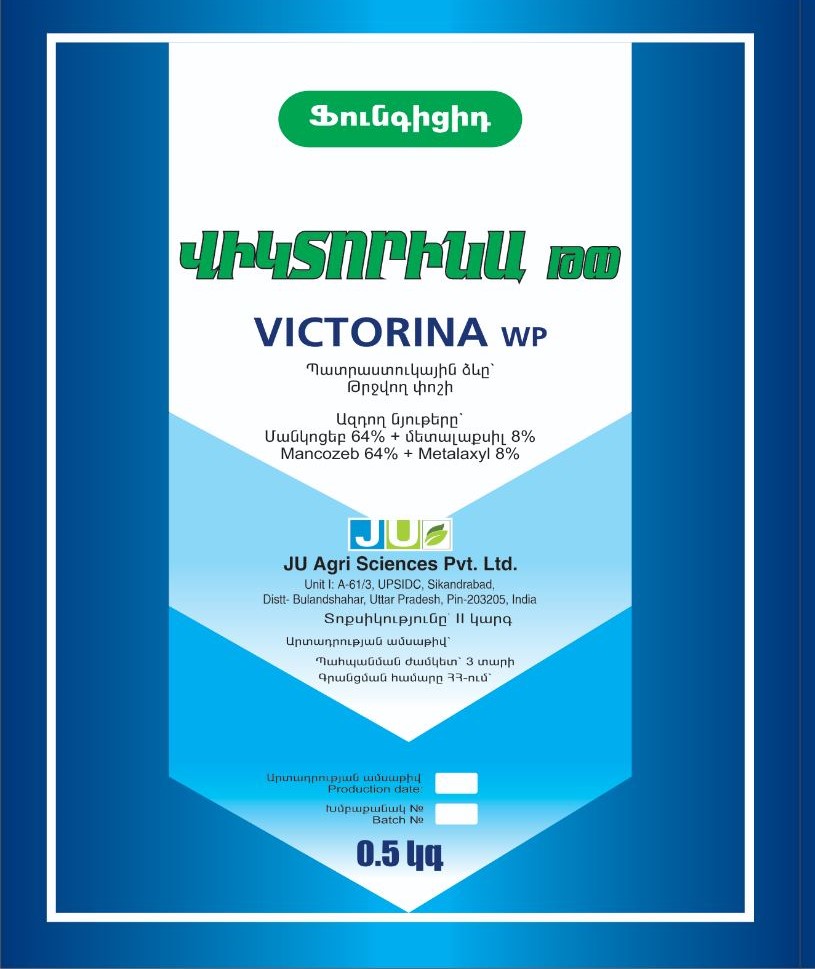 Ֆունգիցիդ
ՎԻԿՏՈՐԻՆԱ ԹՓ
VICTORINA WP
Պատրաստուկային ձևը՝
Թրջվող փոշի
Ազդող նյութերը՝
Մանկոցեբ 64% + մետալաքսիլ 8%
Mancozeb 64% + Metalaxyl 8%
JU
JU Agri Sciences Pvt. Ltd.
Unit I: A-61/3, UPSIDC, Sikandrabad,
Distt- Bulandshahar, Uttar Pradesh, Pin-203205, India
Տոքսիկությունը՝ II կարգ
Արտադրության ամսաթիվ՝
Պահպանման ժամկետ՝ 3 տարի
Գրանցման համարը ՀՀ-ում՝
Արտադրության ամսաթիվ
Production date:
Խմբաքանակ №
Batch №
0.5 կգ